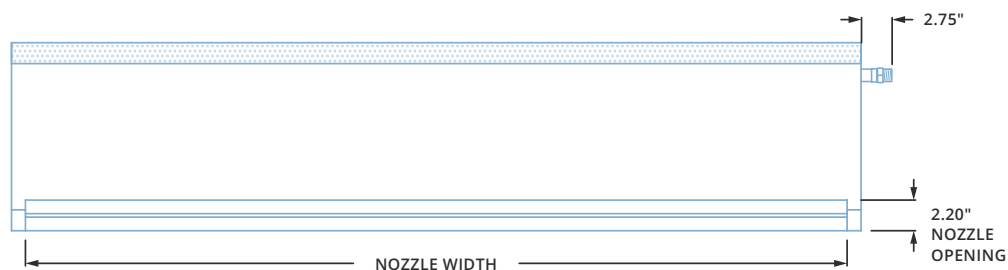 2.75"
2.20"
NOZZLE
OPENING
NOZZLE WIDTH